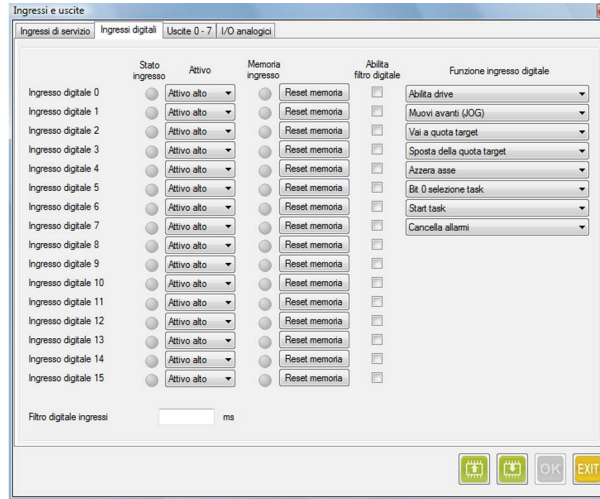 Ingressi e uscite
Ingressi di servizio Ingressi digitali Uscite 0 - 7 I/O analogici
Stato ingresso Attivo Memoria ingresso Abilita filtro digitale Funzione ingresso digitale
Ingresso digitale 0 Attivo alto Reset memoria Abilita drive
Ingresso digitale 1 Attivo alto Reset memoria Muovi avanti (JOG)
Ingresso digitale 2 Attivo alto Reset memoria Vai a quota target
Ingresso digitale 3 Attivo alto Reset memoria Sposta della quota target
Ingresso digitale 4 Attivo alto Reset memoria Azzera asse
Ingresso digitale 5 Attivo alto Reset memoria Bit 0 selezione task
Ingresso digitale 6 Attivo alto Reset memoria Start task
Ingresso digitale 7 Attivo alto Reset memoria Cancella allarmi
Ingresso digitale 8 Attivo alto Reset memoria
Ingresso digitale 9 Attivo alto Reset memoria
Ingresso digitale 10 Attivo alto Reset memoria
Ingresso digitale 11 Attivo alto Reset memoria
Ingresso digitale 12 Attivo alto Reset memoria
Ingresso digitale 13 Attivo alto Reset memoria
Ingresso digitale 14 Attivo alto Reset memoria
Ingresso digitale 15 Attivo alto Reset memoria
Filtro digitale ingressi ms
OK EXIT